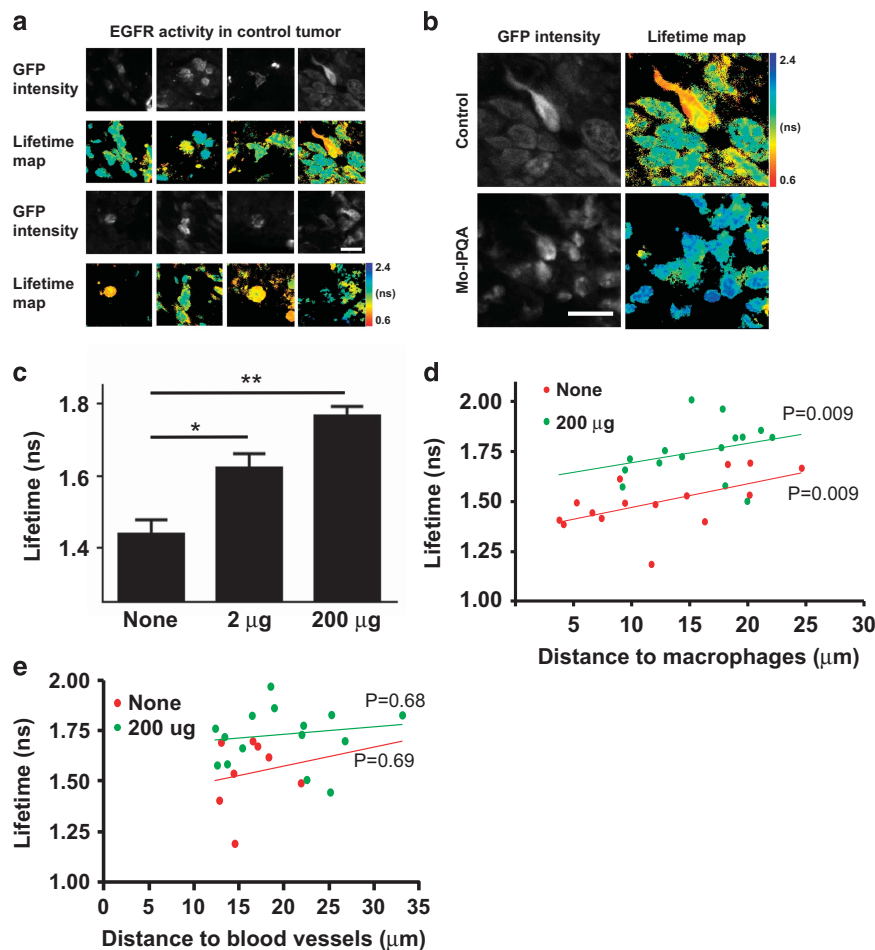 a
EGFR activity in control tumor
GFP intensity
Lifetime map
GFP intensity
Lifetime map
2.4
(ns)
0.6
b
GFP intensity Lifetime map
Control
Mo-IPQA
2.4
(ns)
0.6
c
Lifetime (ns)
1.8
1.6
1.4
*
**
None 2 μg 200 μg
d
Lifetime (ns)
2.00
1.75
1.50
1.25
1.00
None
200 μg
P=0.009
P=0.009
5 10 15 20 25 30
Distance to macrophages (μm)
e
Lifetime (ns)
2.00
1.75
1.50
1.25
1.00
None
200 ug
P=0.68
P=0.69
0 5 10 15 20 25 30 35
Distance to blood vessels (μm)